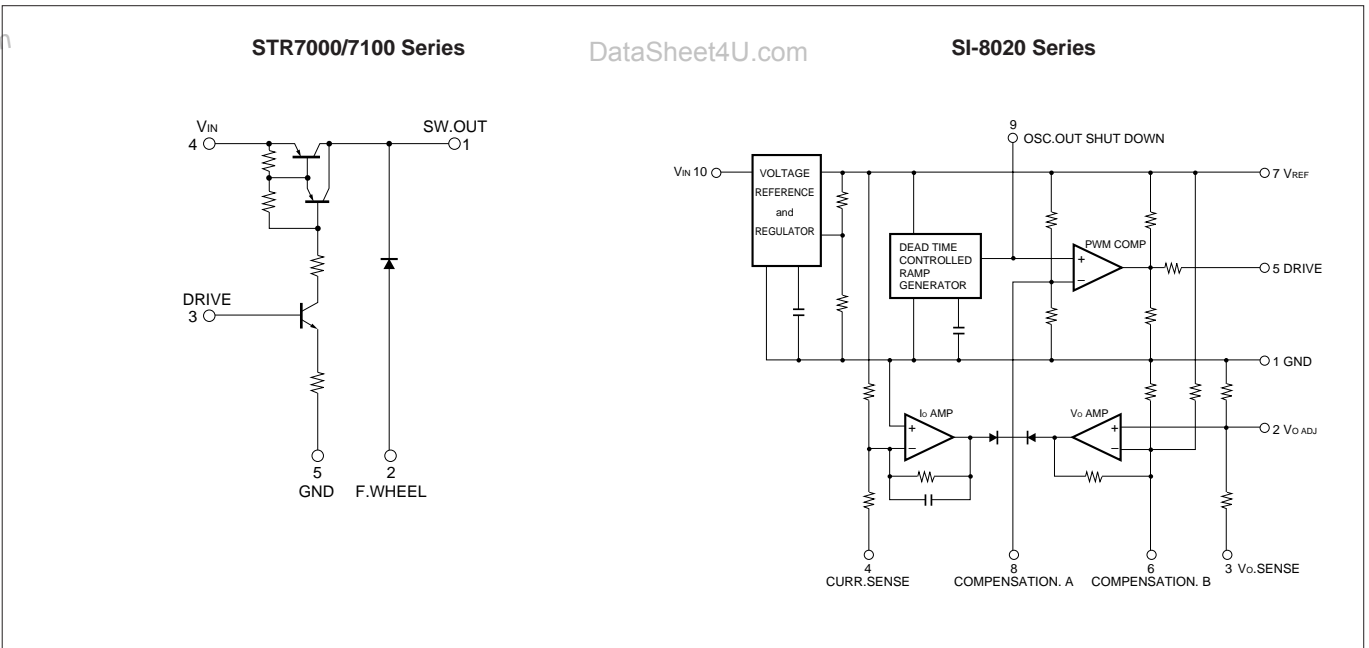 n
STR7000/7100 Series
DataSheet4U.com
SI-8020 Series
VIN
4
SW.OUT
1
DRIVE
3
5
GND
2
F.WHEEL
9
OSC.OUT SHUT DOWN
VIN 10
VOLTAGE
REFERENCE
and
REGULATOR
7 VREF
DEAD TIME
CONTROLLED
RAMP
GENERATOR
PWM COMP
+
−
5 DRIVE
1 GND
IO AMP
+
−
VO AMP
+
−
2 VO ADJ
4
CURR.SENSE
8
COMPENSATION. A
6
COMPENSATION. B
3 VO.SENSE